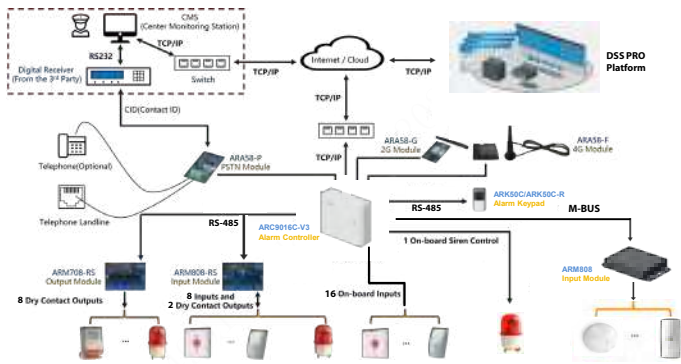 CMS
(Center Monitoring Station)
TCP/IP
RS232
Digital Receiver
(From the 3rd Party)
Switch
TCP/IP
Internet / Cloud
TCP/IP
DSS PRO
Platform
TCP/IP
CID(Contact ID)
TCP/IP
ARA58-G
2G Module
ARA58-F
4G Module
Telephone(Optional)
ARA58-P
PSTN Module
Telephone Landline
RS-485
ARK50C/ARK50C-R
Alarm Keypad
M-BUS
RS-485
ARC9016C-V3
Alarm Controller
1 On-board Siren Control
ARM708-RS
Output Module
ARM808-RS
Input Module
ARM808
Input Module
8 Dry Contact Outputs
8 Inputs and
2 Dry Contact Outputs
16 On-board Inputs
...
...
...
...